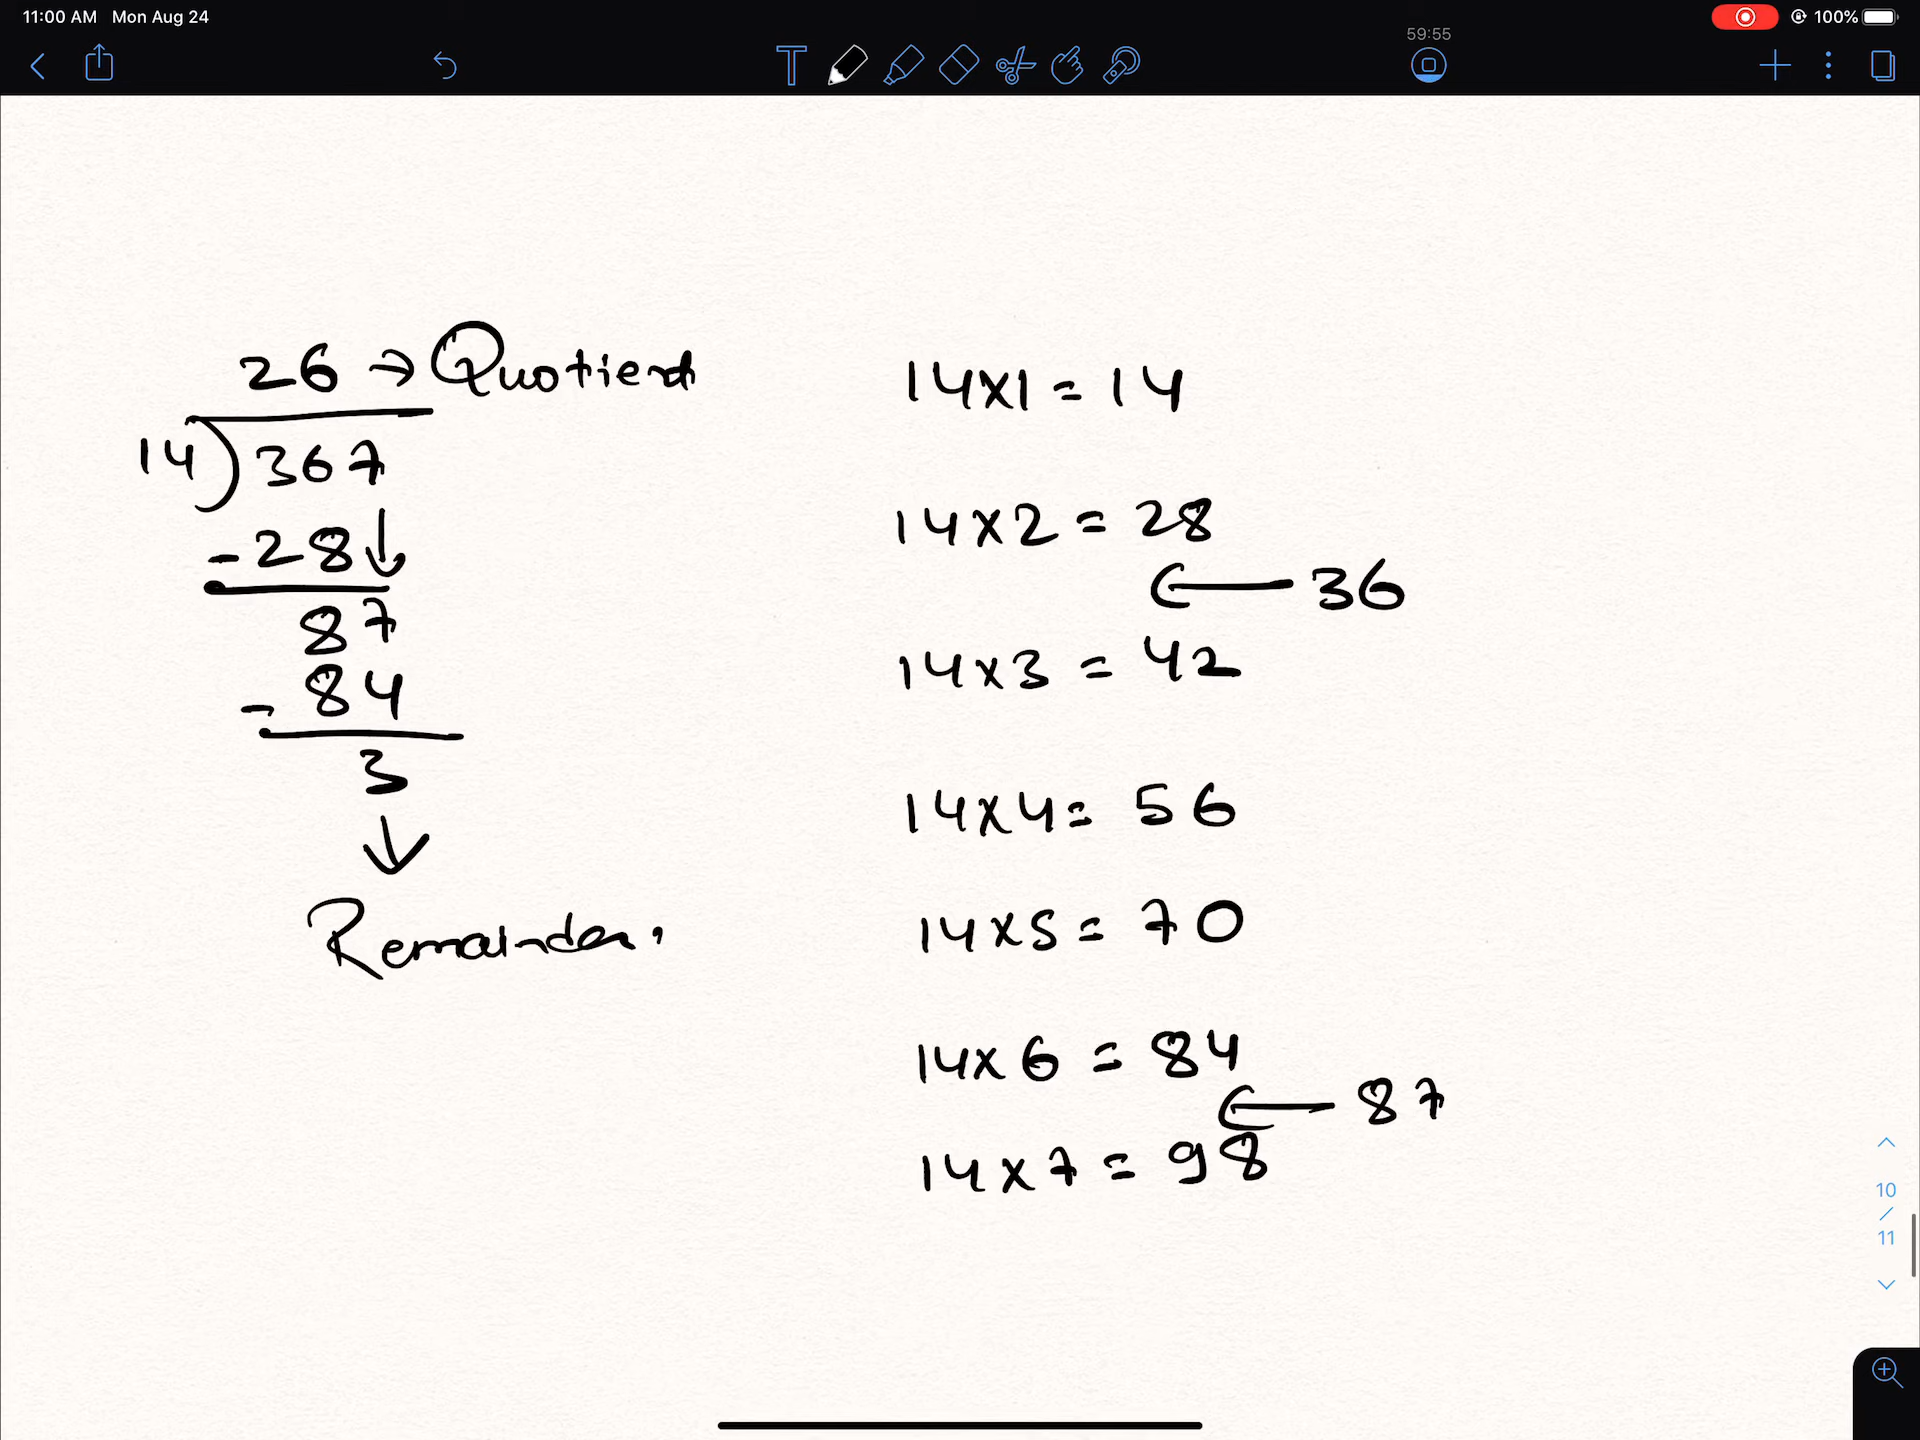 11:00 AM Mon Aug 24
100%
59:55
T
26 → Quotient
14)367
-28↓
87
- 84
3
↓
Remainder.
14x1 = 14
14x2 = 28
← 36
14x3 = 42
14x4= 56
14x5= 70
14x6 = 84
← 87
14x7 = 98
10
/
11